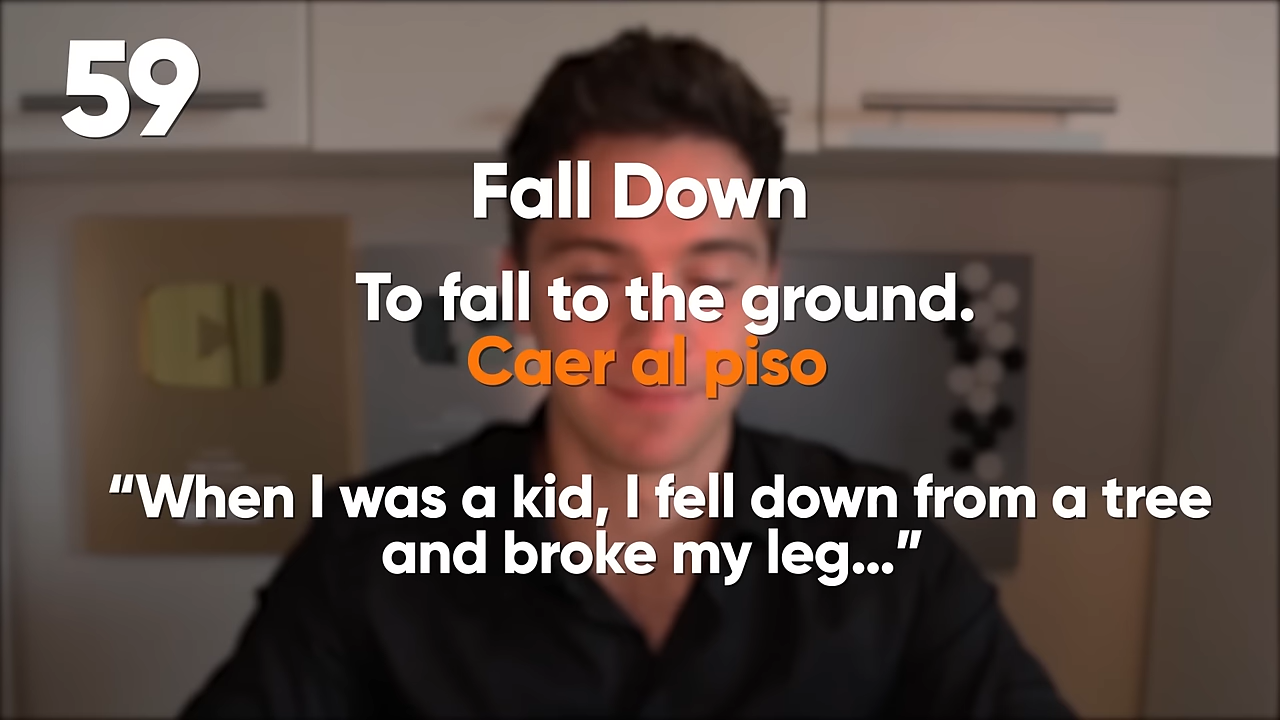 59
Fall Down
To fall to the ground.
Caer al piso
“When I was a kid, I fell down from a tree
and broke my leg...”